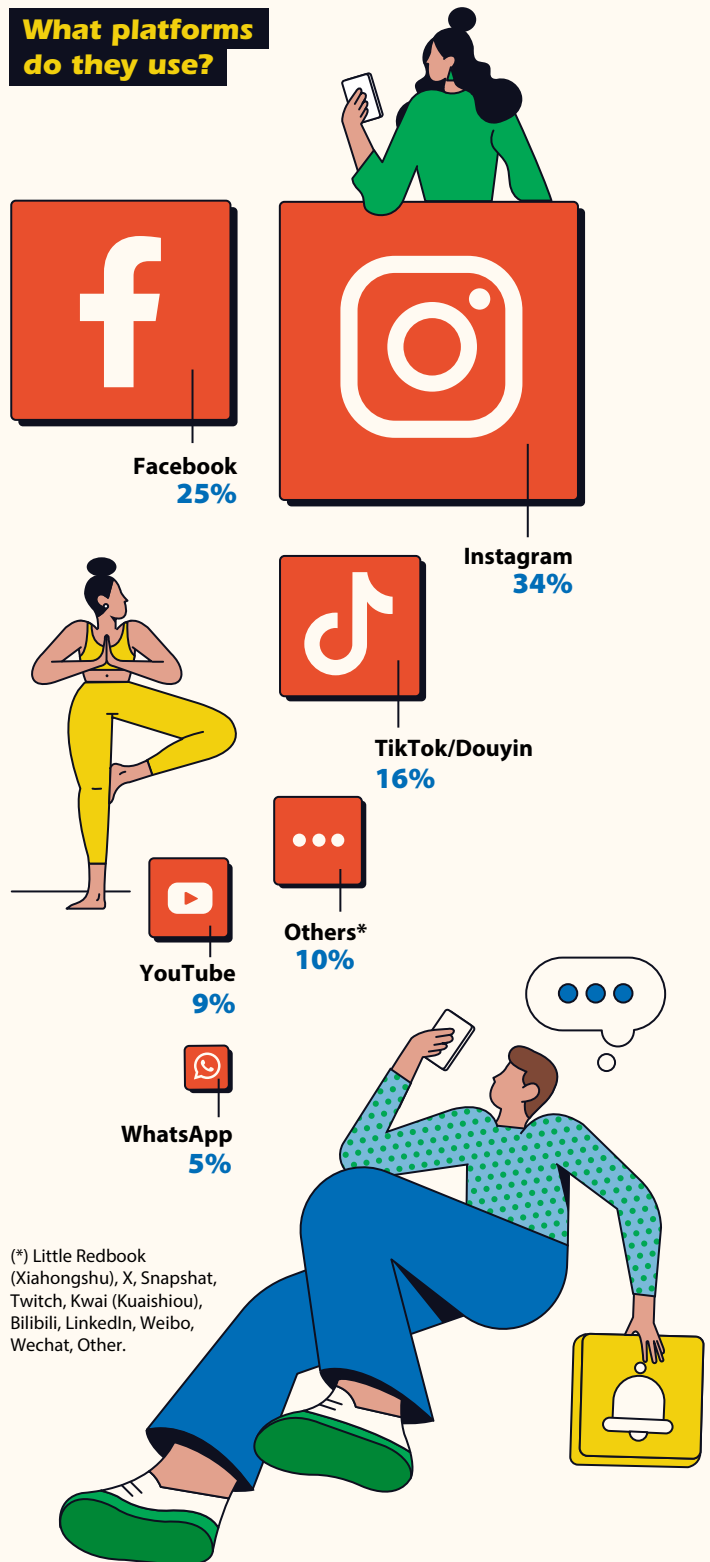 What platforms
do they use?
Facebook
25%
Instagram
34%
TikTok/Douyin
16%
Others*
10%
YouTube
9%
WhatsApp
5%
(*) Little Redbook
(Xiahongshu), X, Snapshat,
Twitch, Kwai (Kuaishiou),
Bilibili, LinkedIn, Weibo,
Wechat, Other.